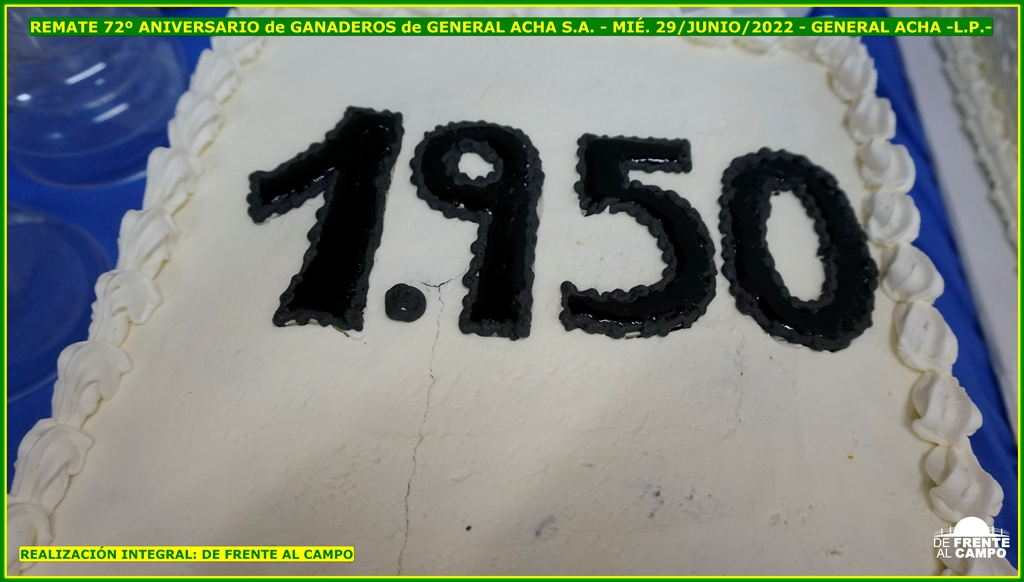 REMATE 72º ANIVERSARIO de GANADEROS de GENERAL ACHA S.A. - MIÉ. 29/JUNIO/2022 - GENERAL ACHA -L.P.-
1.950
REALIZACIÓN INTEGRAL: DE FRENTE AL CAMPO
DE FRENTE
AL CAMPO